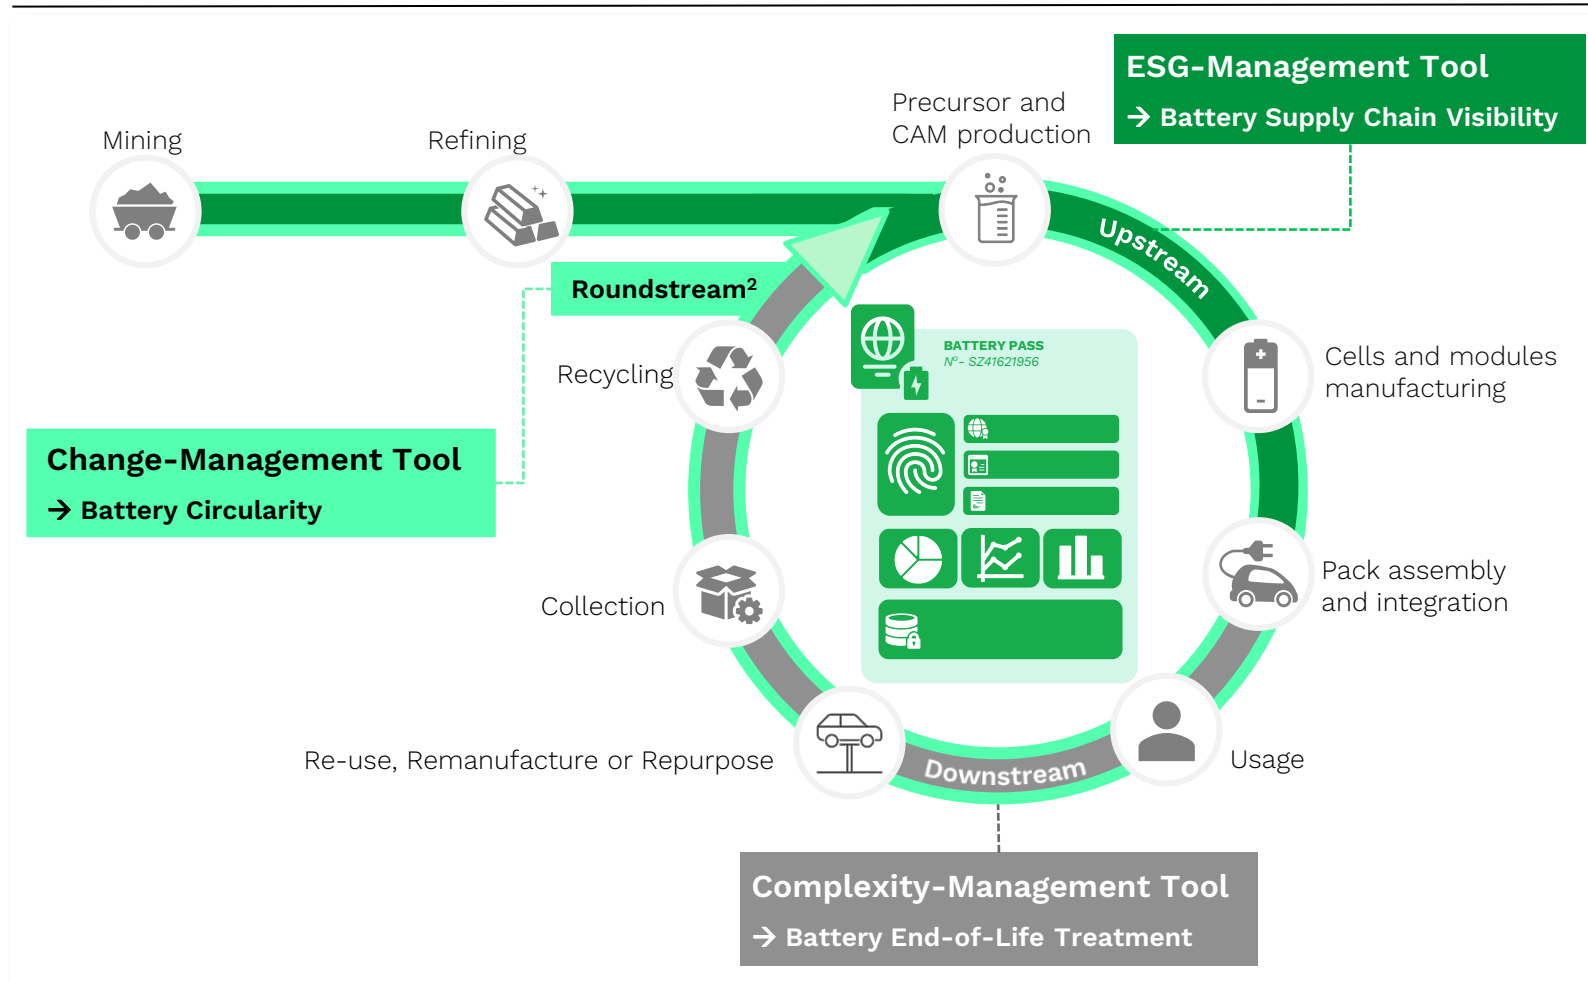 ESG-Management Tool
→ Battery Supply Chain Visibility
Precursor and
CAM production
Mining
Refining
Upstream
Roundstream²
BATTERY PASS
Nº- SZ41621956
Cells and modules
manufacturing
Recycling
Change-Management Tool
→ Battery Circularity
Pack assembly
and integration
Collection
Re-use, Remanufacture or Repurpose
Downstream
Usage
Complexity-Management Tool
→ Battery End-of-Life Treatment